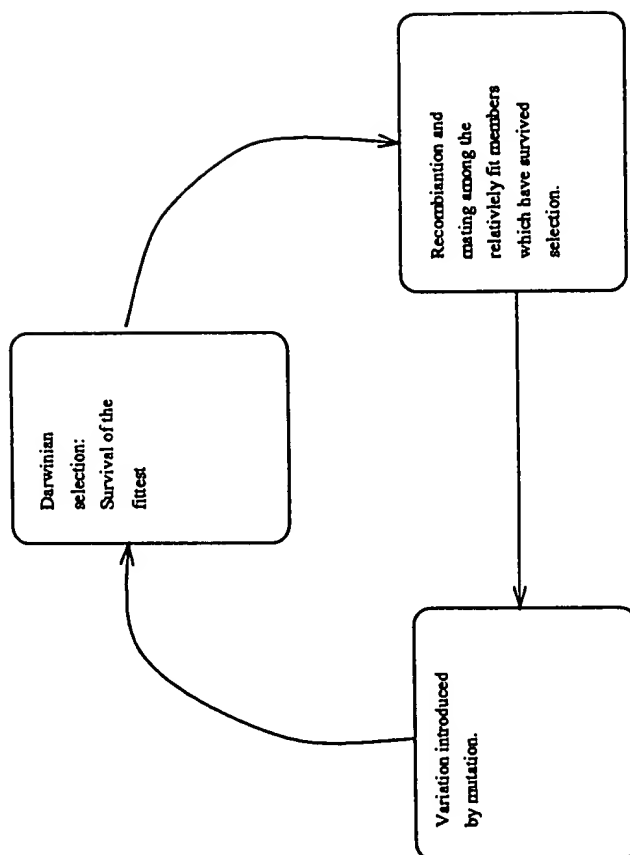 Darwinian
selection:
Survival of the
fittest
Recombiantion and
mating among the
relativlely fit members
which have survived
selection.
Variation introduced
by mutation.